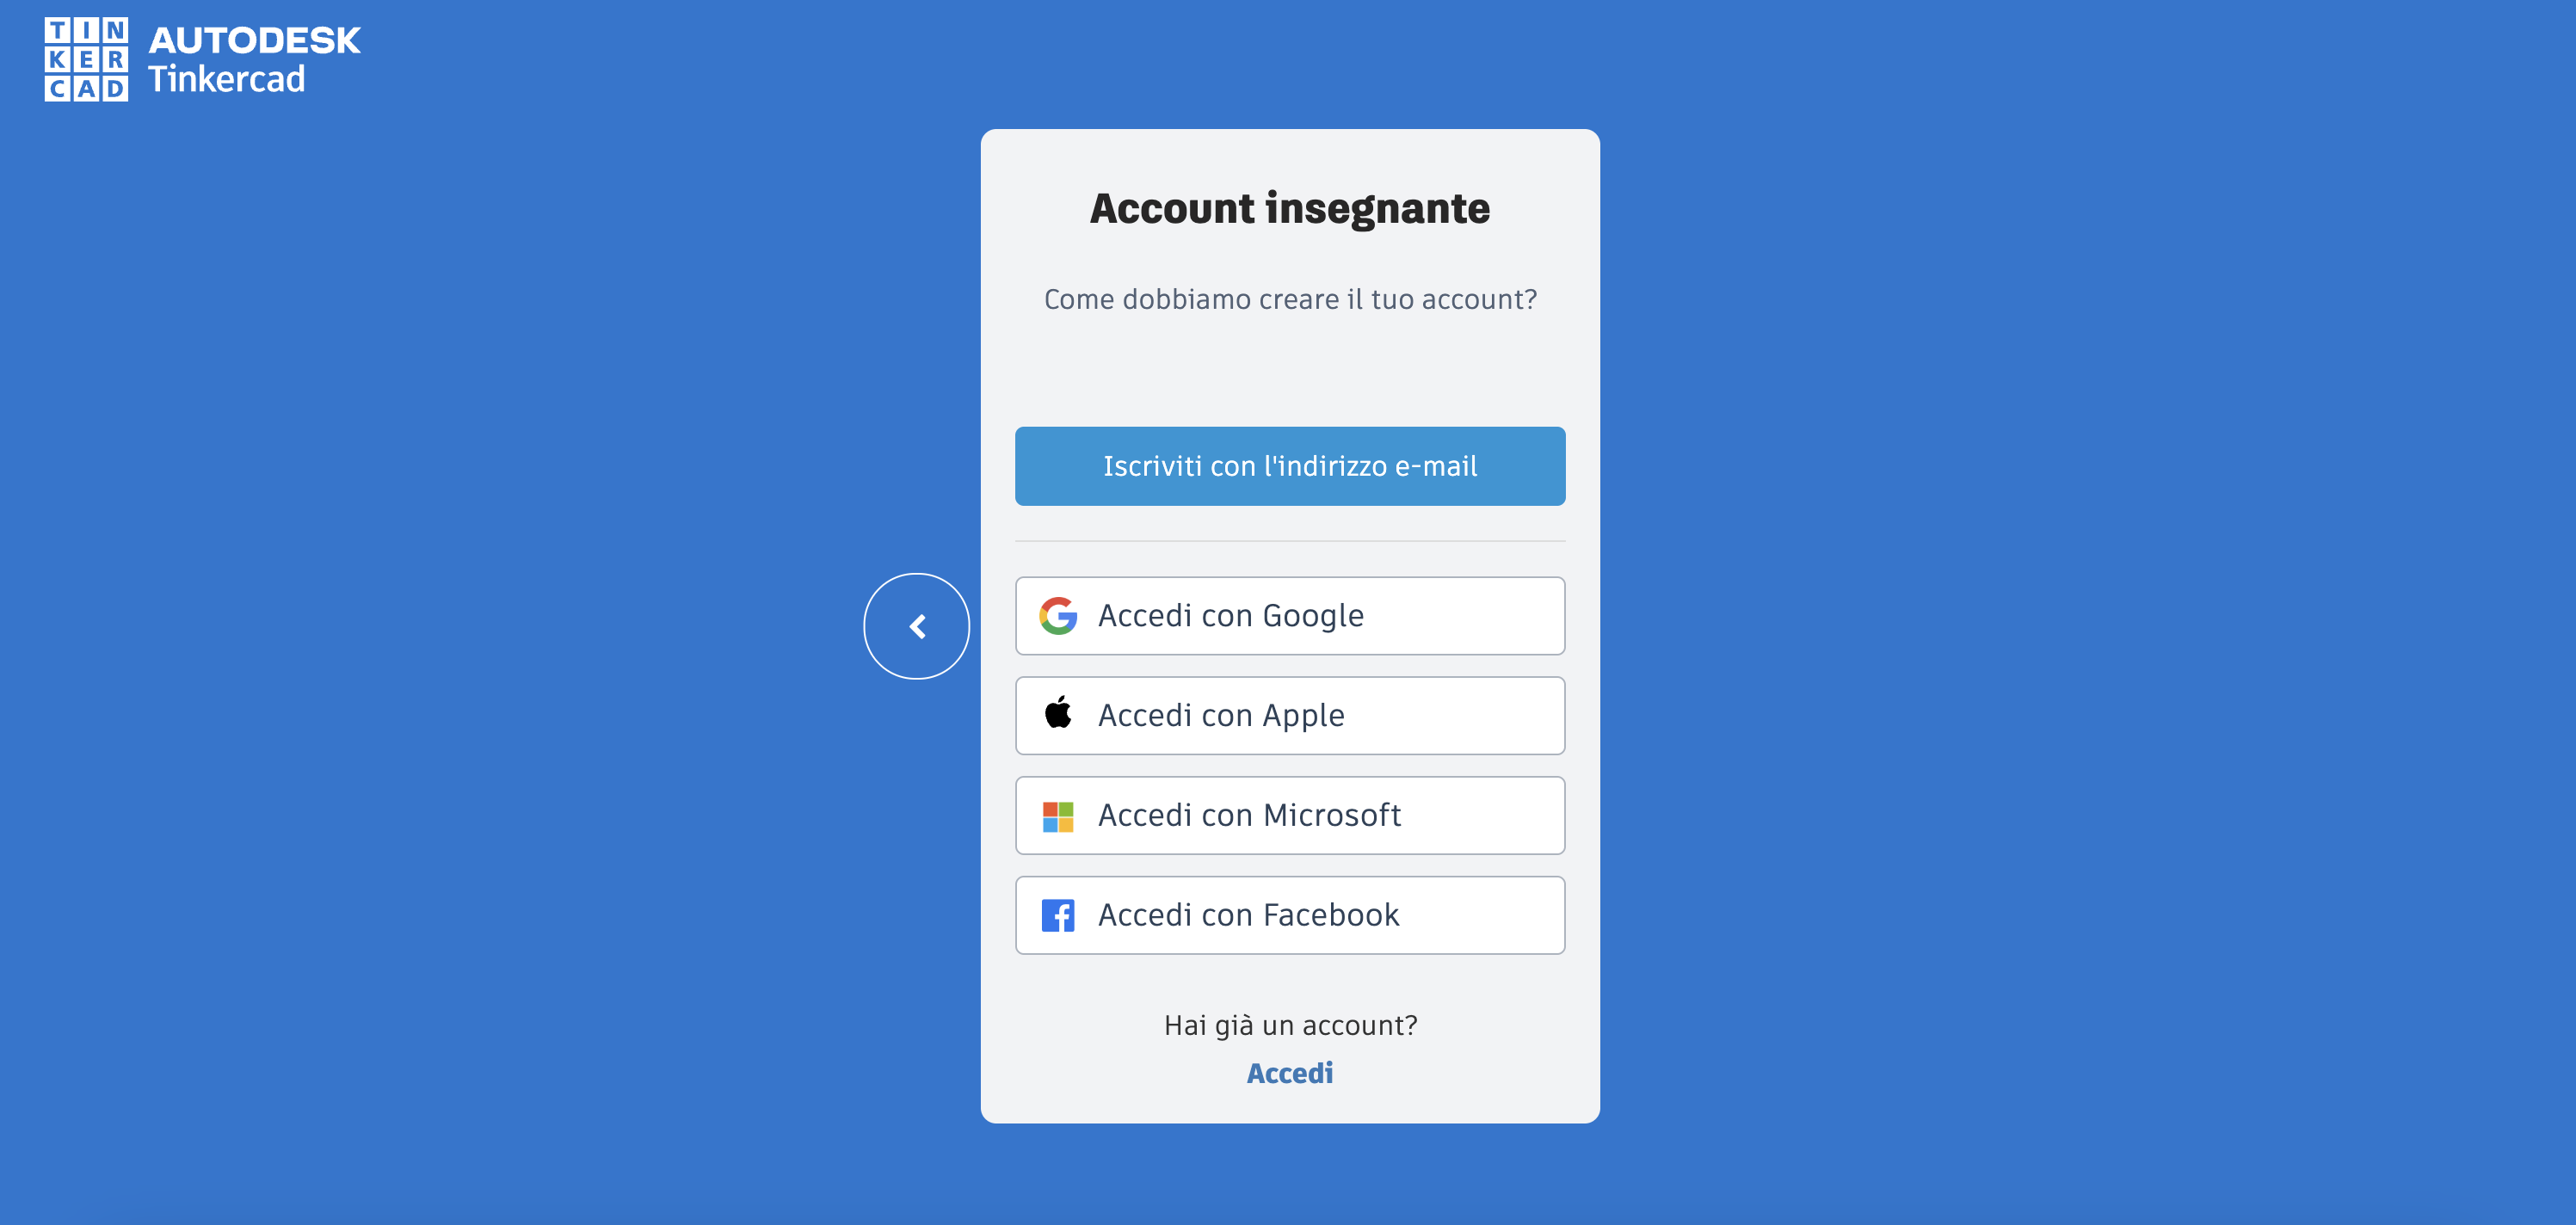 TIN
KER
CAD
AUTODESK
Tinkercad
Account insegnante
Come dobbiamo creare il tuo account?
Iscriviti con l'indirizzo e-mail
Accedi con Google
Accedi con Apple
Accedi con Microsoft
Accedi con Facebook
Hai già un account?
Accedi